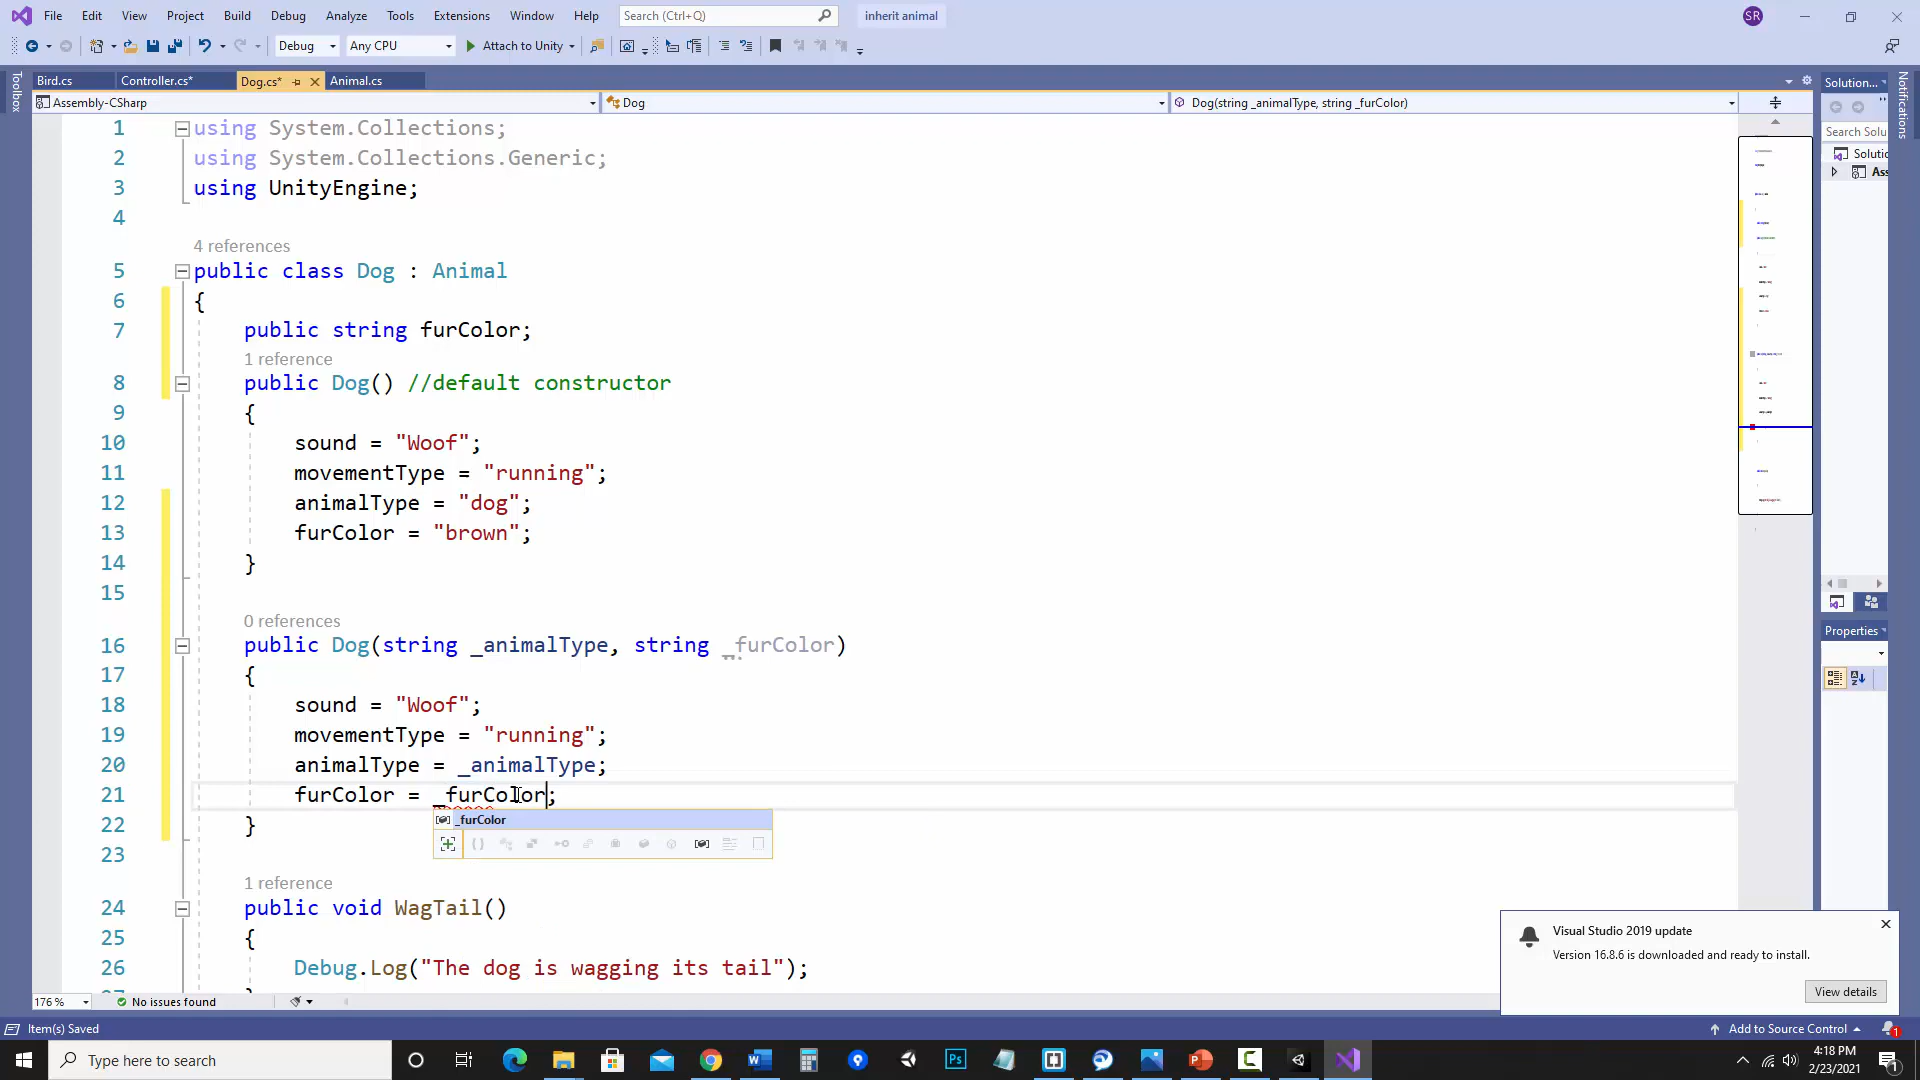 File Edit View Project Build Debug Analyze Tools Extensions Window Help Search (Ctrl+Q) inherit animal SR
Debug Any CPU Attach to Unity
Toolbox
Bird.cs Controller.cs* Dog.cs* Animal.cs
Assembly-CSharp Dog Dog(string _animalType, string _furColor)
1 using System.Collections;
2 using System.Collections.Generic;
3 using UnityEngine;
4
4 references
5 public class Dog : Animal
6 {
7 public string furColor;
1 reference
8 public Dog() //default constructor
9 {
10 sound = "Woof";
11 movementType = "running";
12 animalType = "dog";
13 furColor = "brown";
14 }
15
0 references
16 public Dog(string _animalType, string _furColor)
17 {
18 sound = "Woof";
19 movementType = "running";
20 animalType = _animalType;
21 furColor = _furColor;
_furColor
22 }
23
1 reference
24 public void WagTail()
25 {
26 Debug.Log("The dog is wagging its tail");
176 % No issues found
Solution...
Search Solu
Solutio
Ass
Properties
Notifications
Visual Studio 2019 update
Version 16.8.6 is downloaded and ready to install.
View details
Item(s) Saved Add to Source Control 1
Type here to search
4:18 PM
2/23/2021